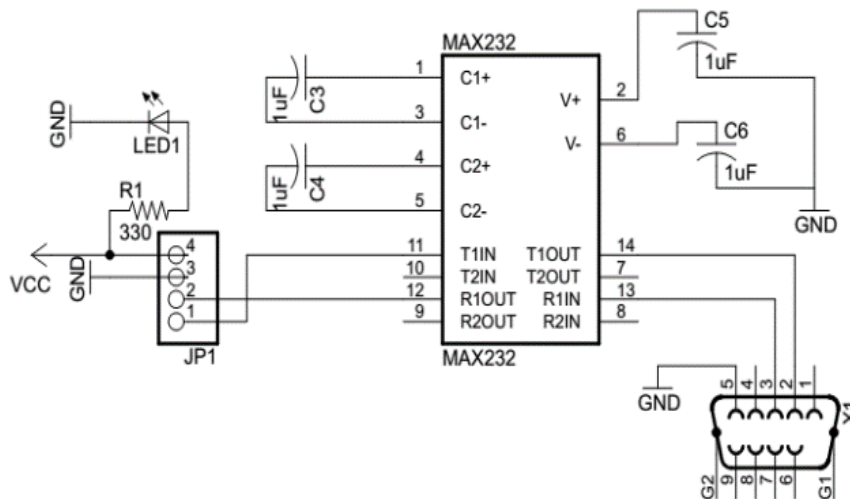 MAX232
C5
1uF
1 C1+
C3
1uF
3 C1-
V+ 2
GND
LED1
C6
1uF
V- 6
4 C2+
C4
1uF
5 C2-
R1
330
GND
4
3
2
1
VCC
GND
JP1
11 T1IN T1OUT 14
10 T2IN T2OUT 7
12 R1OUT R1IN 13
9 R2OUT R2IN 8
MAX232
GND
5 4 3 2 1
X1
G2 9 8 7 6 G1